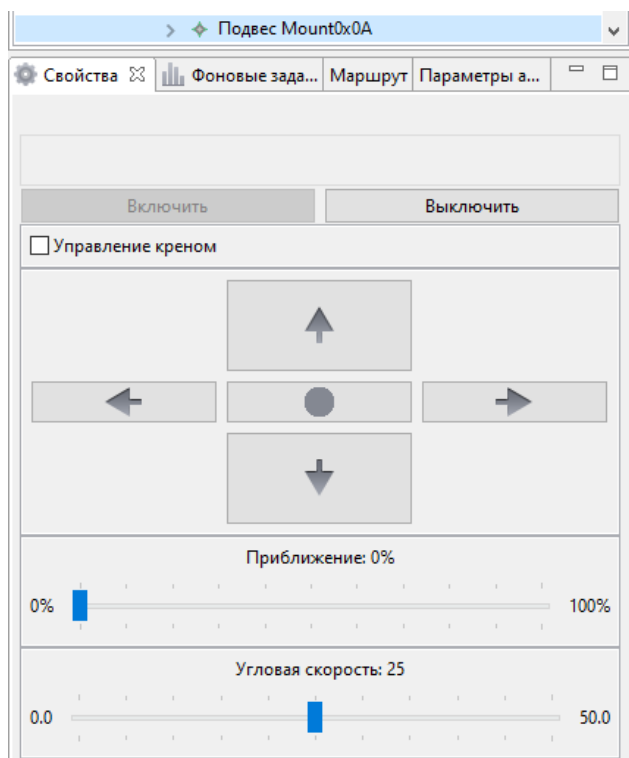 Подвес Mount0x0A
Свойства Фоновые зада... Маршрут Параметры а...
Включить Выключить
Управление креном
Приближение: 0%
0% 100%
Угловая скорость: 25
0.0 50.0